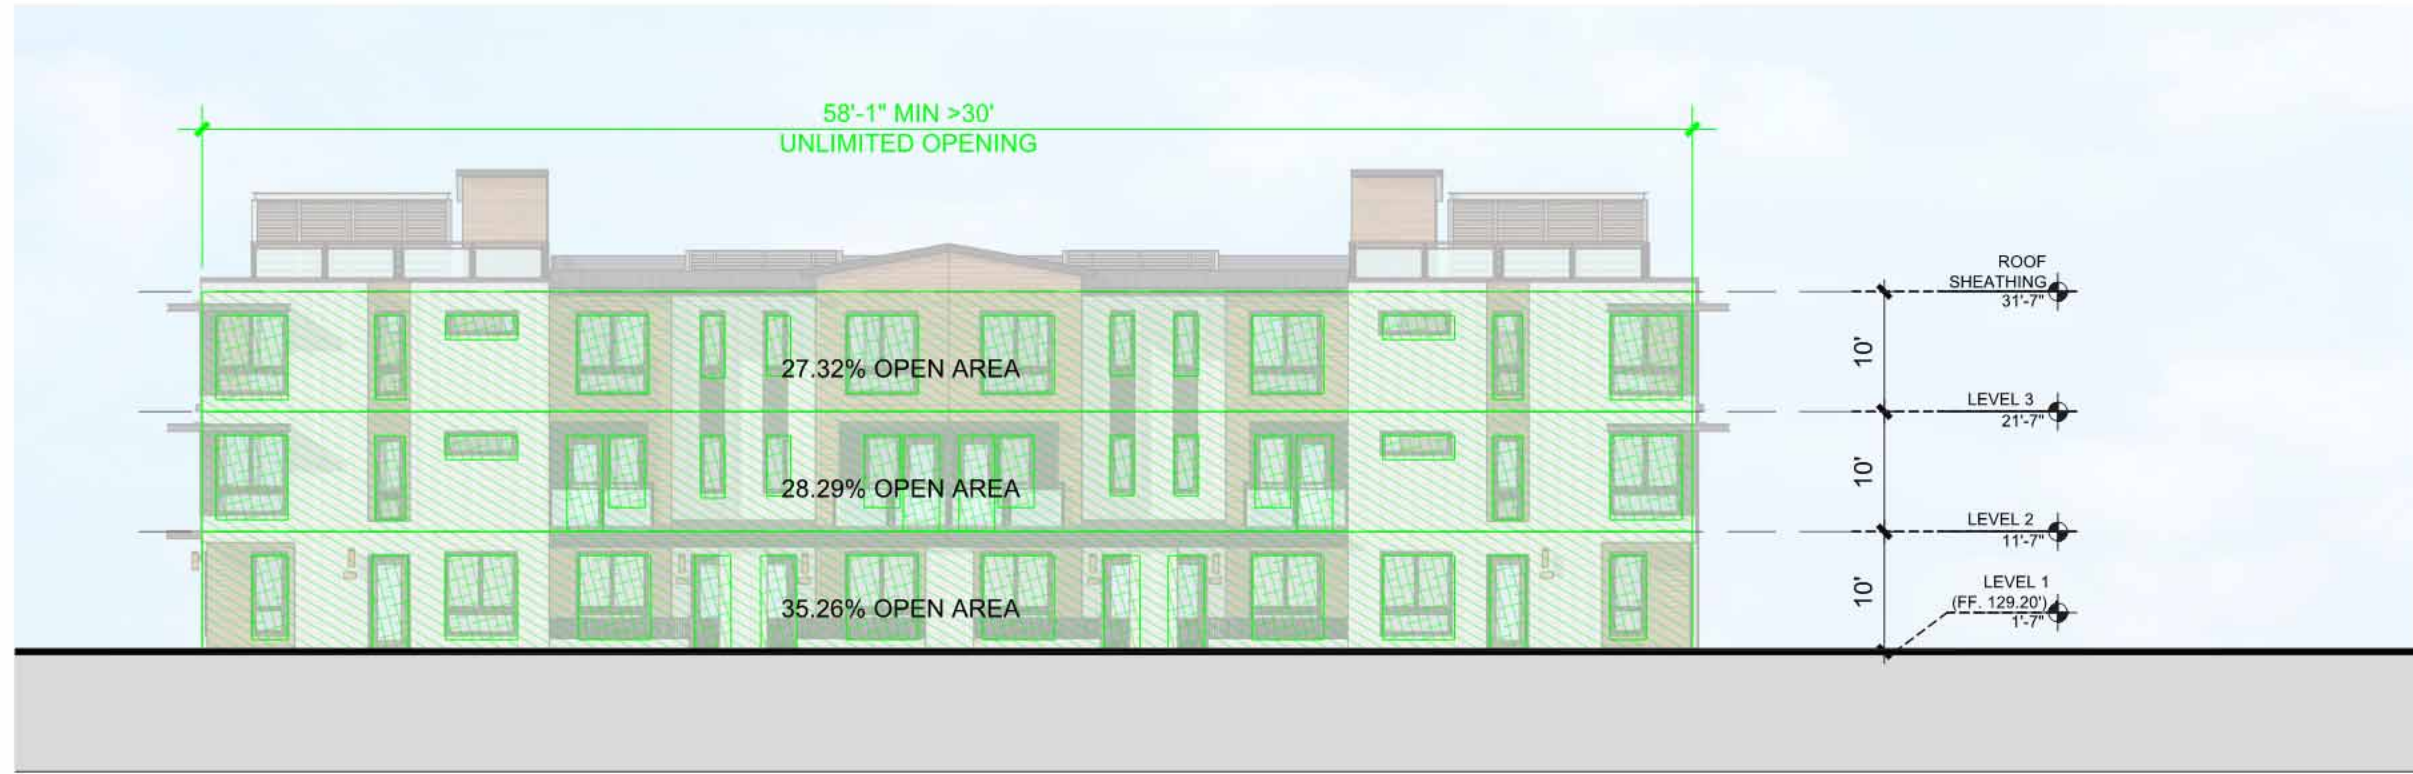 58'-1" MIN >30'
UNLIMITED OPENING
ROOF
SHEATHING
31'-7"
10'
27.32% OPEN AREA
LEVEL 3
21'-7"
10'
28.29% OPEN AREA
LEVEL 2
11'-7"
10'
35.26% OPEN AREA
LEVEL 1
(FF. 129.20')
1'-7"